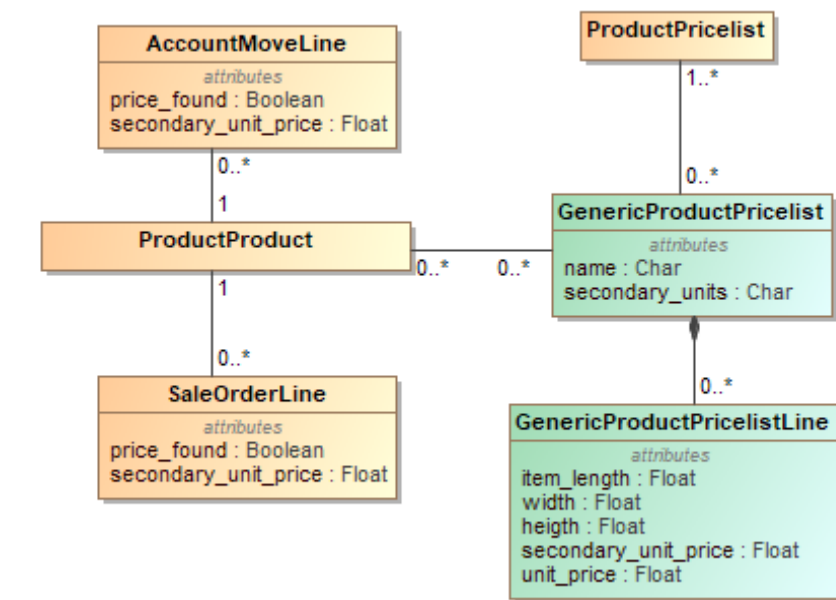 AccountMoveLine
attributes
price_found : Boolean
secondary_unit_price : Float
ProductPricelist
1..*
0..*
0..*
1
ProductProduct
0..*
0..*
GenericProductPricelist
attributes
name : Char
secondary_units : Char
1
0..*
SaleOrderLine
attributes
price_found : Boolean
secondary_unit_price : Float
0..*
GenericProductPricelistLine
attributes
item_length : Float
width : Float
heigth : Float
secondary_unit_price : Float
unit_price : Float